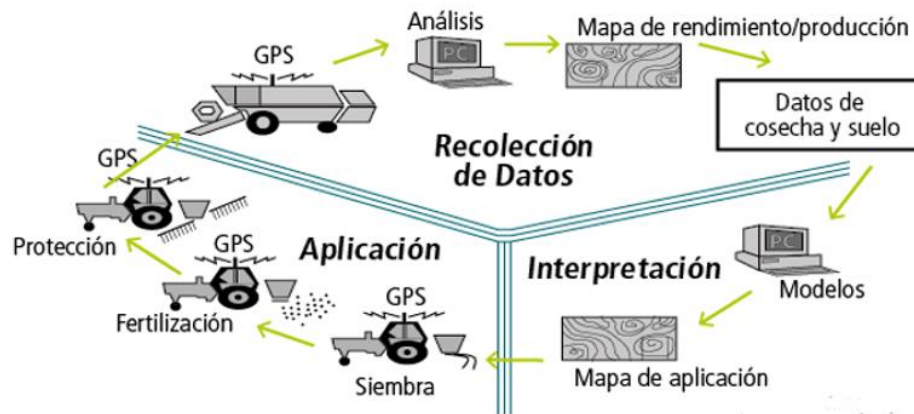 Análisis
Mapa de rendimiento/producción
GPS
PC
Datos de
cosecha y suelo
Recolección
de Datos
GPS
Protección
GPS
Aplicación
Interpretación
PC
Modelos
Fertilización
GPS
Siembra
Mapa de aplicación